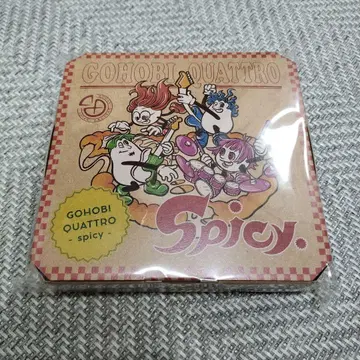 GOHOBI QUATTRO
GOHOBI
QUATTRO
- spicy -
Spicy.